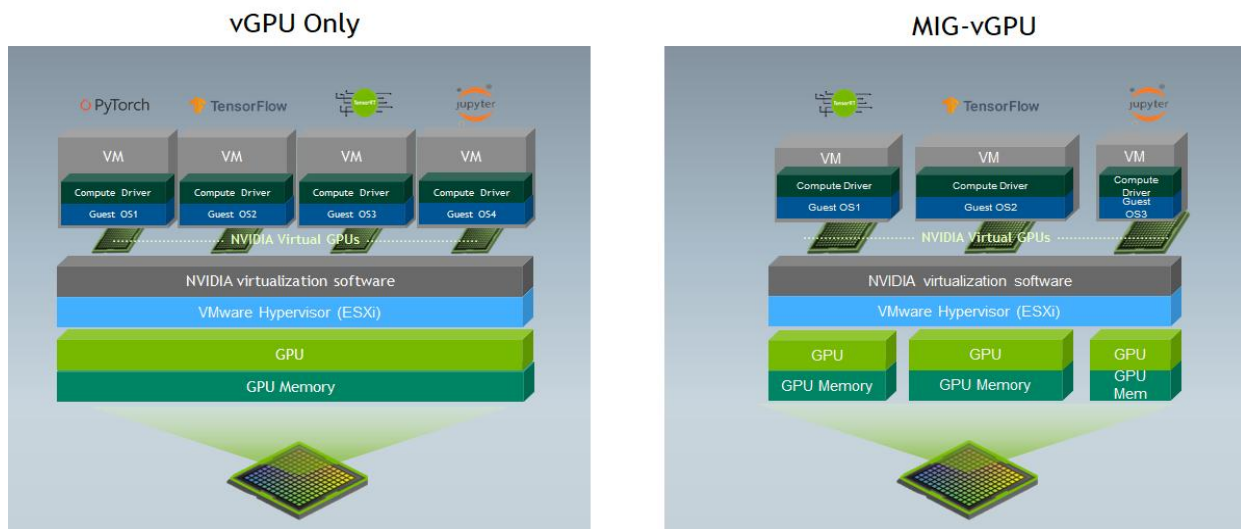 vGPU Only
PyTorch
TensorFlow
TensorRT
jupyter
VM
VM
VM
VM
Compute Driver
Compute Driver
Compute Driver
Compute Driver
Guest OS1
Guest OS2
Guest OS3
Guest OS4
NVIDIA Virtual GPUs
NVIDIA virtualization software
VMware Hypervisor (ESXi)
GPU
GPU Memory
MIG-vGPU
TensorRT
TensorFlow
jupyter
VM
VM
VM
Compute Driver
Compute Driver
Compute
Driver
Guest OS1
Guest OS2
Guest
OS3
NVIDIA Virtual GPUs
NVIDIA virtualization software
VMware Hypervisor (ESXi)
GPU
GPU
GPU
GPU Memory
GPU Memory
GPU
Mem